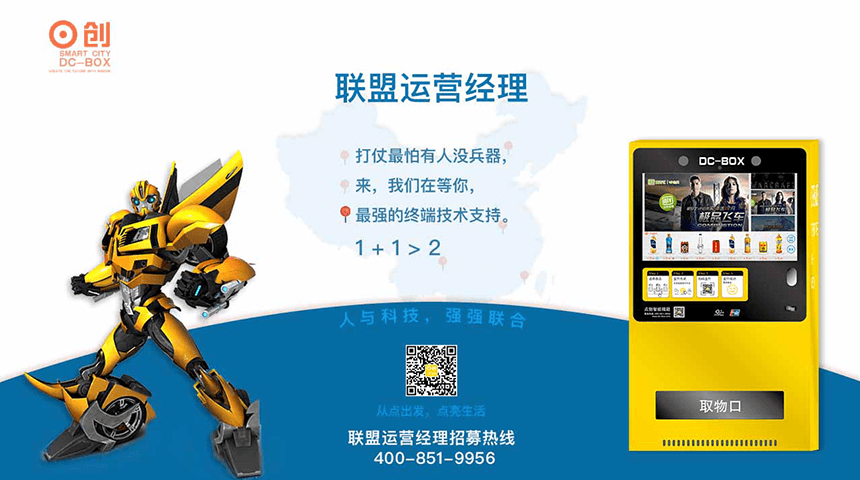 创
SMART CITY
DC-BOX
联盟运营经理
打仗最怕有人没兵器，
来，我们在等你，
最强的终端技术支持。
1+1>2
人与科技，强强联合
从点出发，点亮生活
联盟运营经理招募热线
400-851-9956
DC-BOX
极品飞车
取物口